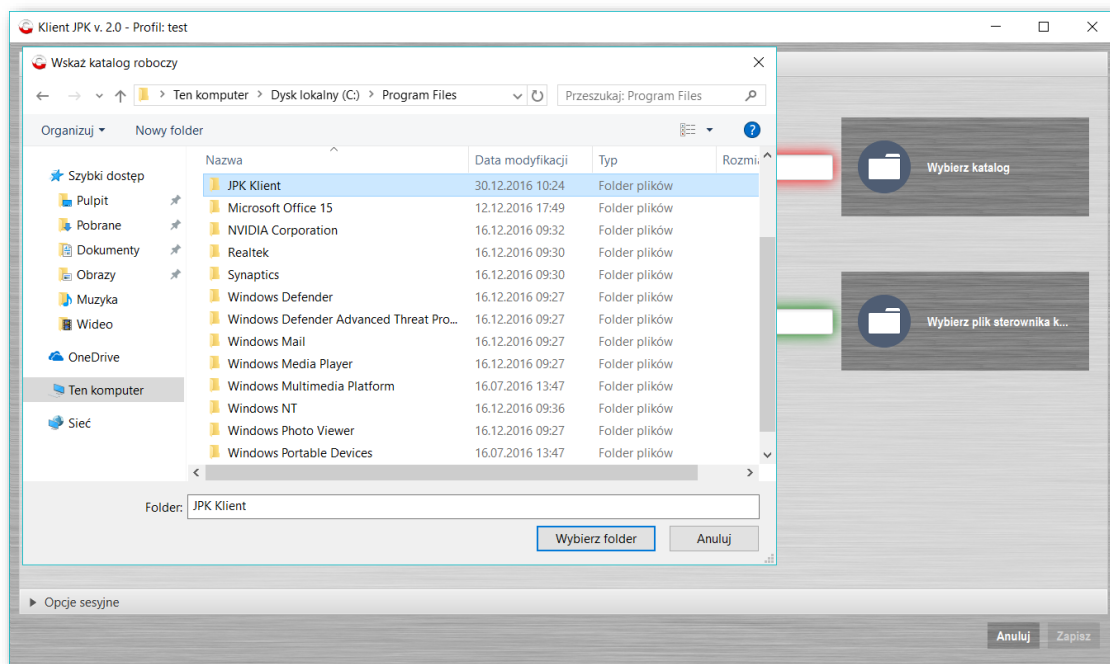 Klient JPK v. 2.0 - Profil: test
Wskaż katalog roboczy
Ten komputer > Dysk lokalny (C:) > Program Files
Przeszukaj: Program Files
Organizuj
Nowy folder
Nazwa Data modyfikacji Typ Rozmi
Szybki dostęp
Pulpit
Pobrane
Dokumenty
Obrazy
Muzyka
Wideo
OneDrive
Ten komputer
Sieć
JPK Klient 30.12.2016 10:24 Folder plików
Microsoft Office 15 12.12.2016 17:49 Folder plików
NVIDIA Corporation 16.12.2016 09:32 Folder plików
Realtek 16.12.2016 09:30 Folder plików
Synaptics 16.12.2016 09:30 Folder plików
Windows Defender 16.12.2016 09:27 Folder plików
Windows Defender Advanced Threat Pro... 16.12.2016 09:27 Folder plików
Windows Mail 16.12.2016 09:27 Folder plików
Windows Media Player 16.12.2016 09:27 Folder plików
Windows Multimedia Platform 16.07.2016 13:47 Folder plików
Windows NT 16.12.2016 09:36 Folder plików
Windows Photo Viewer 16.12.2016 09:27 Folder plików
Windows Portable Devices 16.07.2016 13:47 Folder plików
Folder: JPK Klient
Wybierz folder Anuluj
Wybierz katalog
Wybierz plik sterownika k...
Opcje sesyjne
Anuluj Zapisz